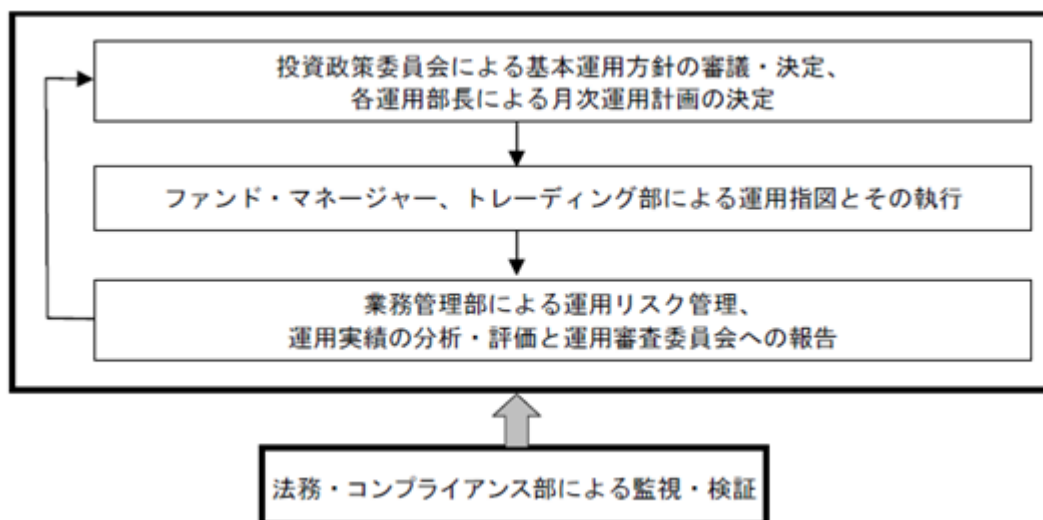 投資政策委員会による基本運用方針の審議・決定、
各運用部長による月次運用計画の決定
ファンド・マネージャー、トレーディング部による運用指図とその執行
業務管理部による運用リスク管理、
運用実績の分析・評価と運用審査委員会への報告
法務・コンプライアンス部による監視・検証